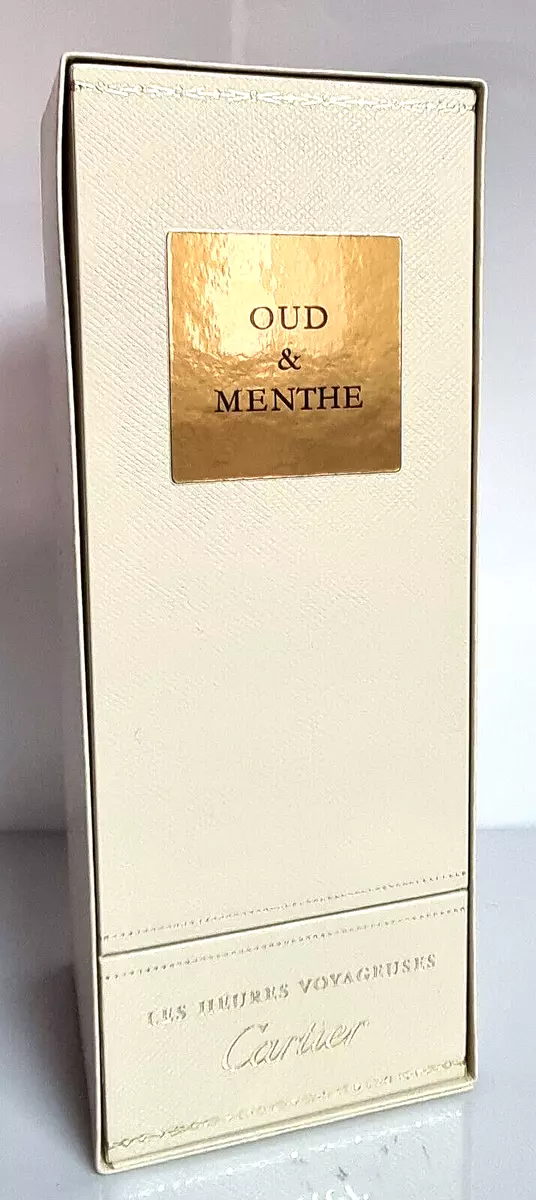 OUD
&
MENTHE
LES HEURES VOYAGEUSES
Cartier